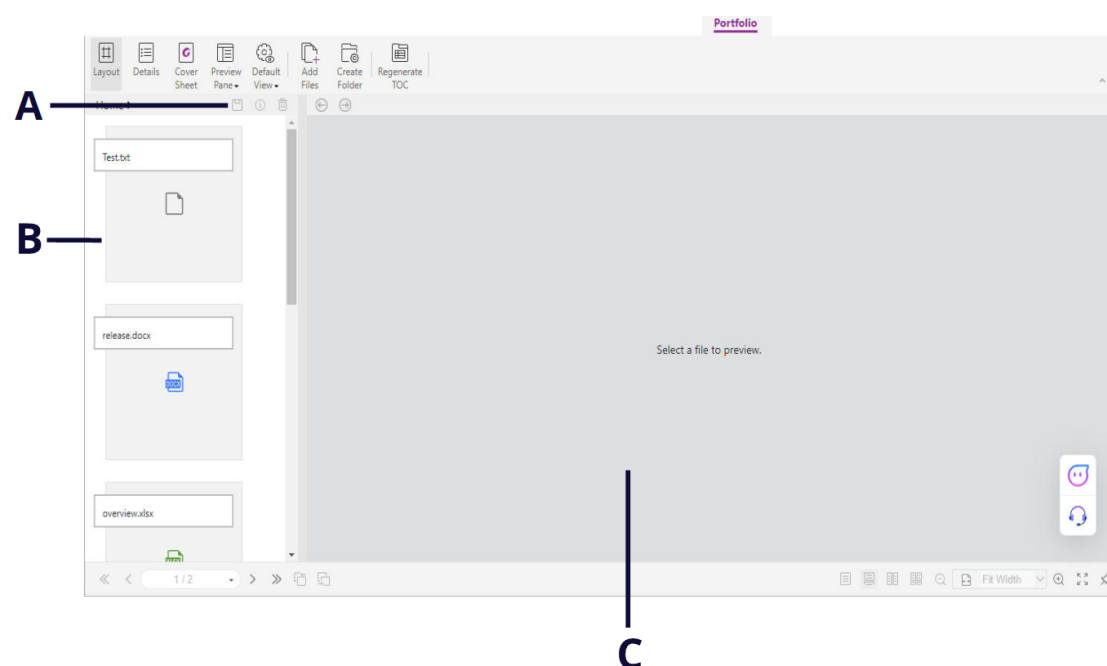 Portfolio
Layout Details Cover Sheet Preview Pane Default View Add Files Create Folder Regenerate TOC
A
Test.txt
B
release.docx
DOCX
Select a file to preview.
overview.xlsx
1 / 2 Fit Width
C